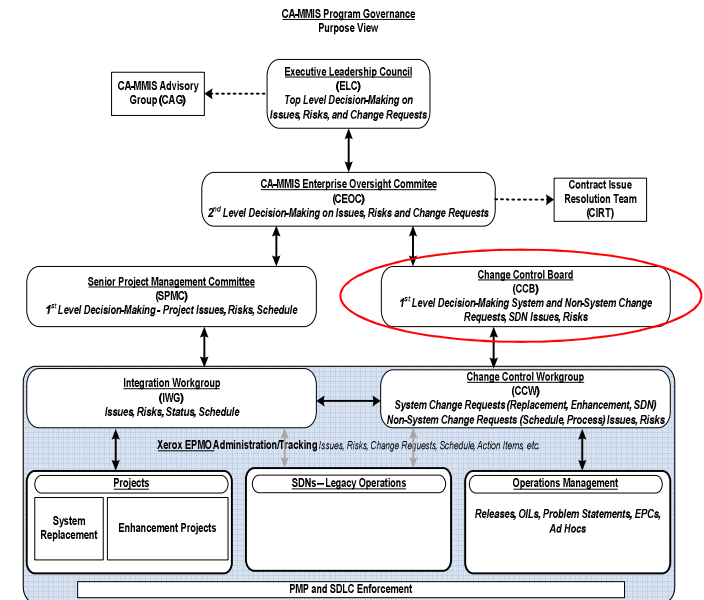 CA-MMIS Program Governance
Purpose View
Executive Leadership Council
(ELC)
Top Level Decision-Making on
Issues, Risks, and Change Requests
CA-MMIS Advisory
Group (CAG)
CA-MMIS Enterprise Oversight Commitee
(CEOC)
2nd Level Decision-Making on Issues, Risks and Change Requests
Contract Issue
Resolution Team
(CIRT)
Senior Project Management Committee
(SPMC)
1st Level Decision-Making - Project Issues, Risks, Schedule
Change Control Board
(CCB)
1st Level Decision-Making System and Non-System Change
Requests, SDN Issues, Risks
Integration Workgroup
(IWG)
Issues, Risks, Status, Schedule
Change Control Workgroup
(CCW)
System Change Requests (Replacement, Enhancement, SDN)
Non-System Change Requests (Schedule, Process) Issues, Risks
Xerox EPMO Administration/Tracking Issues, Risks, Change Requests, Schedule, Action Items, etc.
Projects
System
Replacement
Enhancement Projects
SDNs—Legacy Operations
Operations Management
Releases, OILs, Problem Statements, EPCs,
Ad Hocs
PMP and SDLC Enforcement